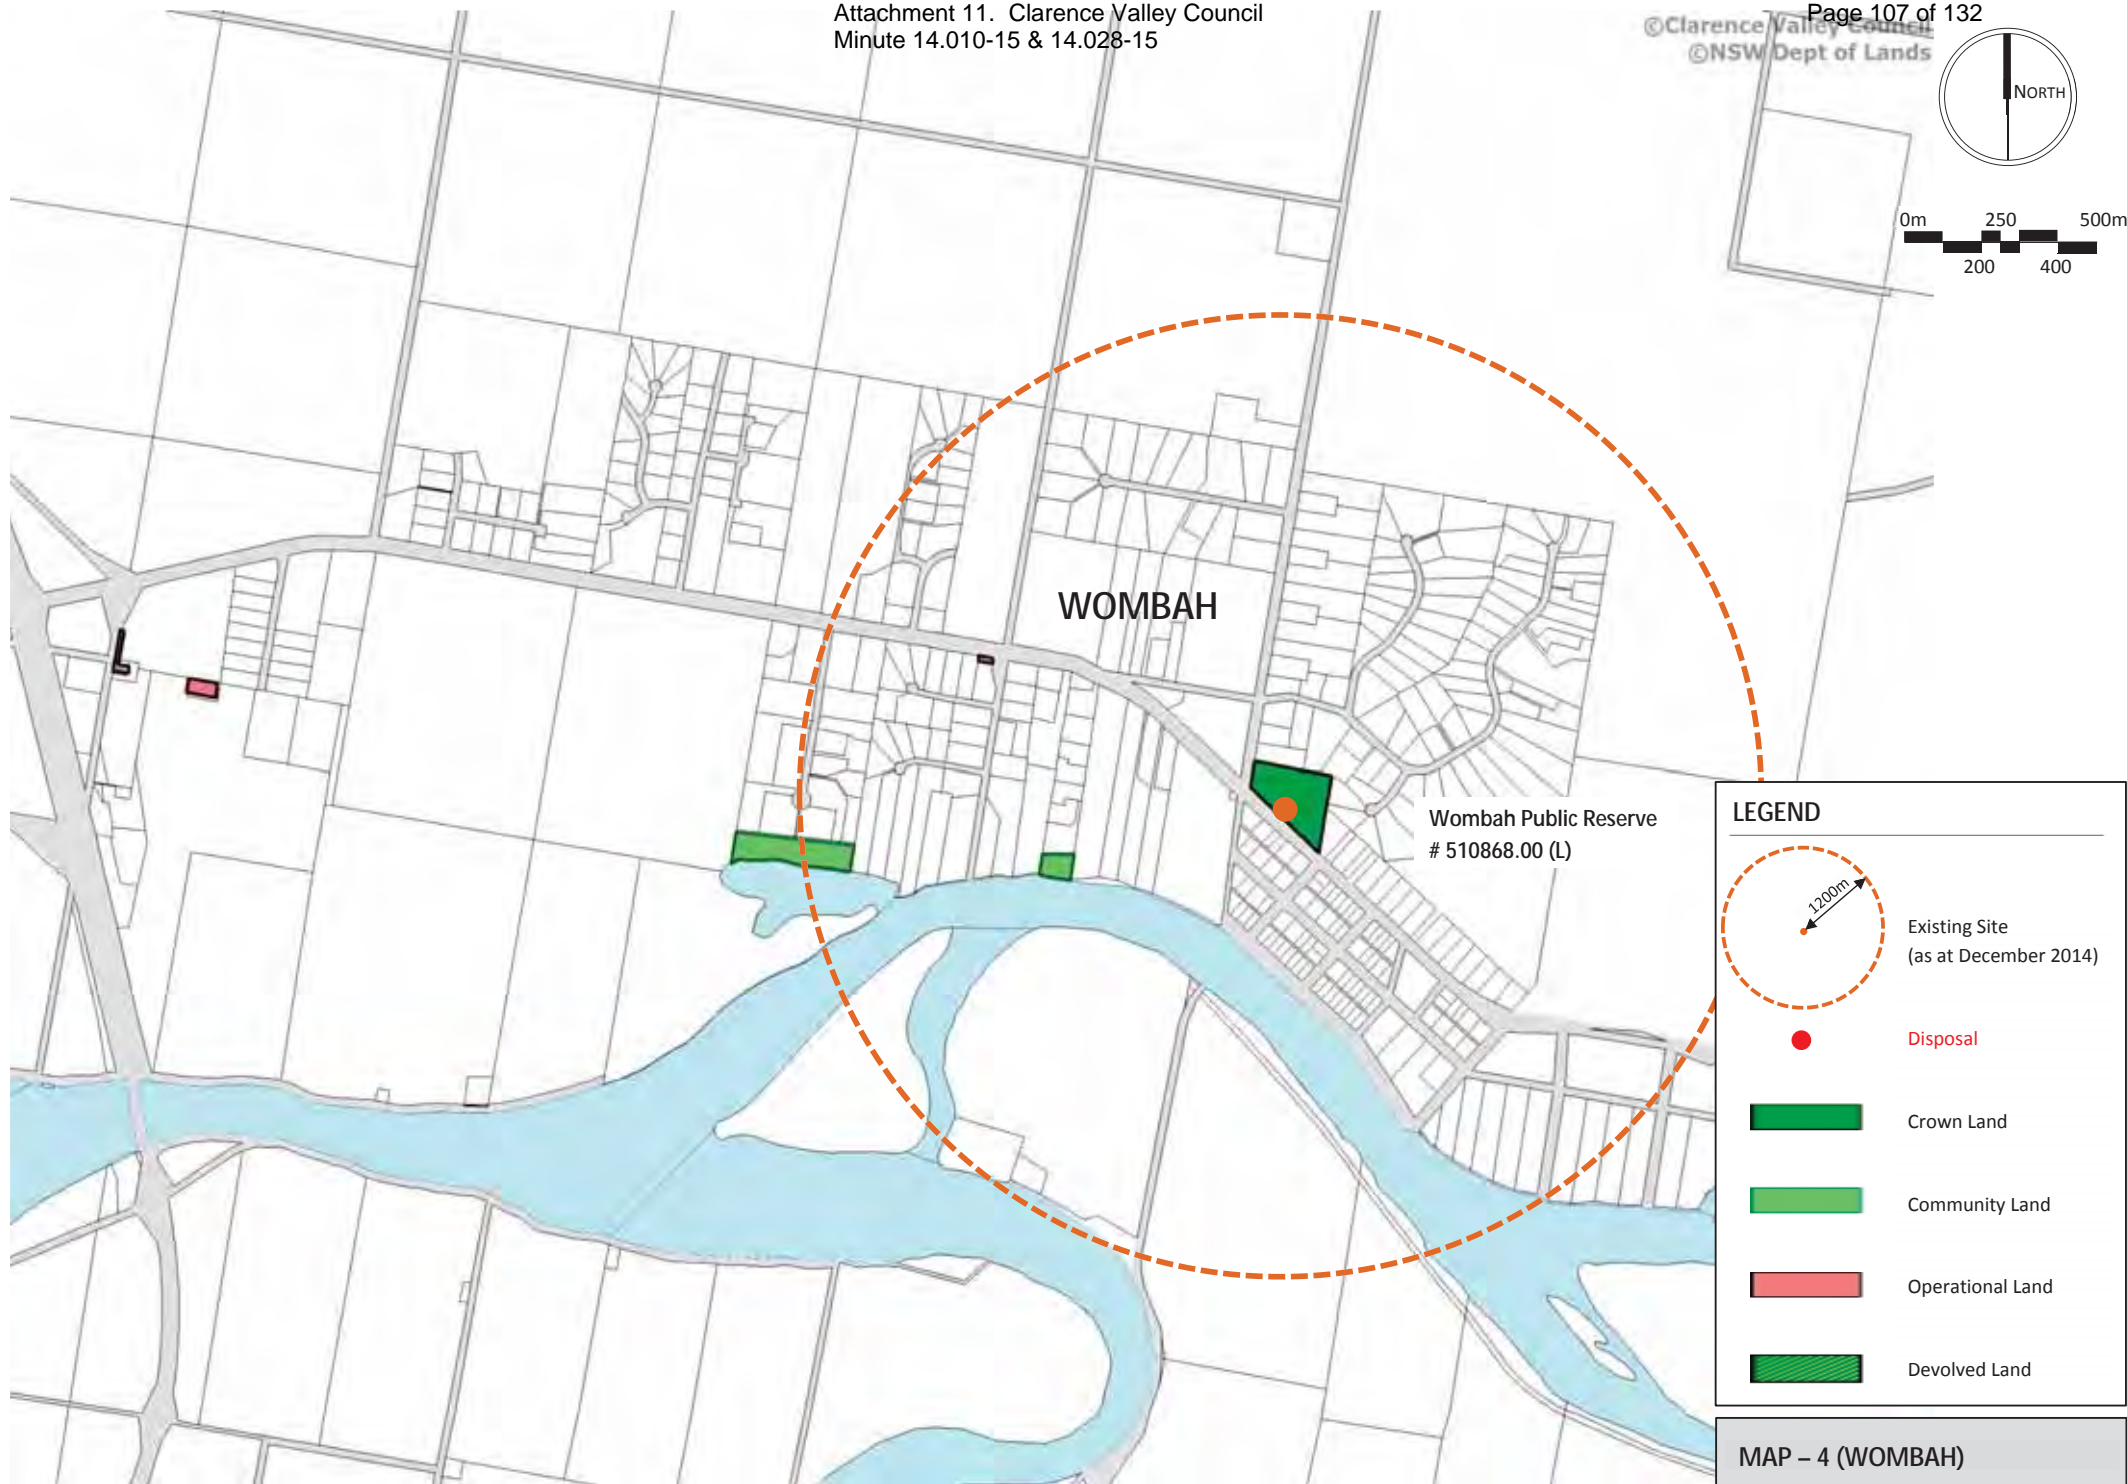 Attachment 11. Clarence Valley Council
Minute 14.010-15 & 14.028-15
Page 107 of 132
©Clarence Valley Council
©NSW Dept of Lands
NORTH
0m 250 500m
200 400
WOMBAH
Wombah Public Reserve
# 510868.00 (L)
LEGEND
1200m
Existing Site
(as at December 2014)
Disposal
Crown Land
Community Land
Operational Land
Devolved Land
MAP – 4 (WOMBAH)